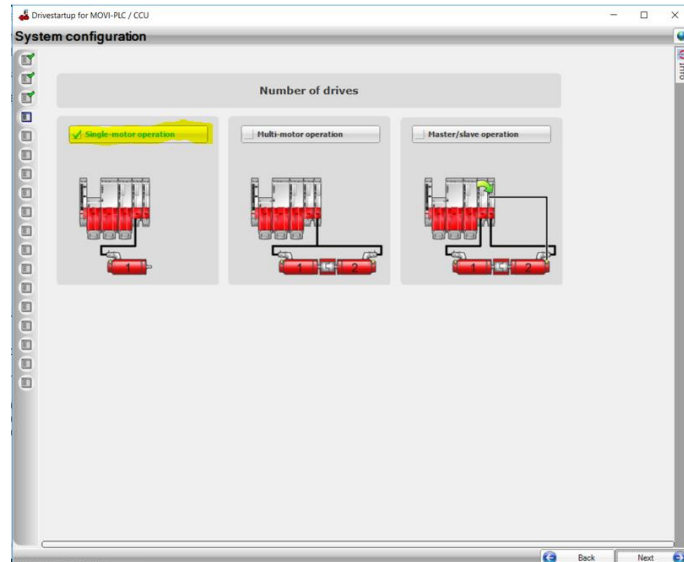 Drivestartup for MOVI-PLC / CCU
System configuration
Number of drives
Single-motor operation
Multi-motor operation
Master/slave operation
1
1 2
1 2
Back Next